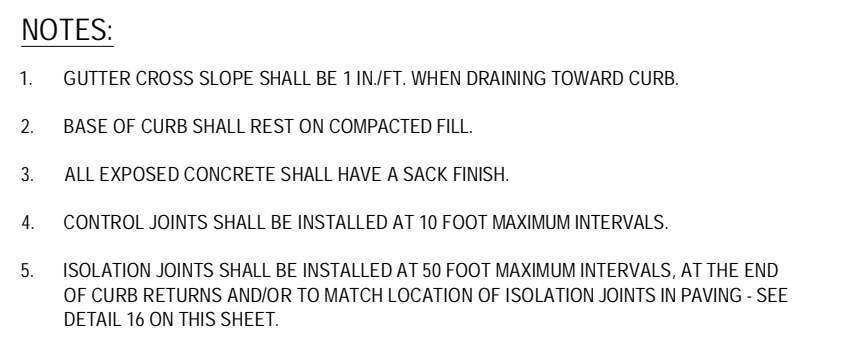 NOTES:
1. GUTTER CROSS SLOPE SHALL BE 1 IN./FT. WHEN DRAINING TOWARD CURB.
2. BASE OF CURB SHALL REST ON COMPACTED FILL.
3. ALL EXPOSED CONCRETE SHALL HAVE A SACK FINISH.
4. CONTROL JOINTS SHALL BE INSTALLED AT 10 FOOT MAXIMUM INTERVALS.
5. ISOLATION JOINTS SHALL BE INSTALLED AT 50 FOOT MAXIMUM INTERVALS, AT THE END
OF CURB RETURNS AND/OR TO MATCH LOCATION OF ISOLATION JOINTS IN PAVING - SEE
DETAIL 16 ON THIS SHEET.